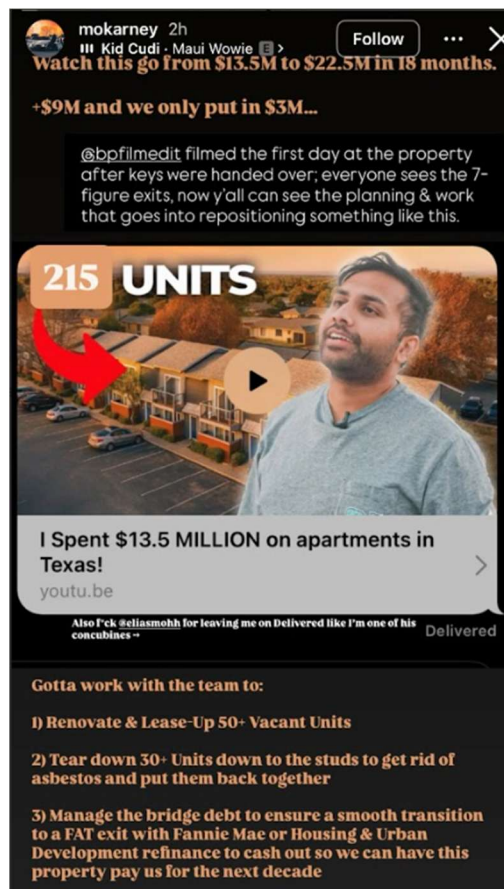 mokarney 2h
Kid Cudi · Maui Wowie E >
Follow
Watch this go from $13.5M to $22.5M in 18 months.
+$9M and we only put in $3M...
@bpfilmedit filmed the first day at the property
after keys were handed over; everyone sees the 7-
figure exits, now y'all can see the planning & work
that goes into repositioning something like this.
215 UNITS
I Spent $13.5 MILLION on apartments in
Texas!
youtu.be
Also f*ck @eliasmohh for leaving me on Delivered like I'm one of his
concubines
Delivered
Gotta work with the team to:
1) Renovate & Lease-Up 50+ Vacant Units
2) Tear down 30+ Units down to the studs to get rid of
asbestos and put them back together
3) Manage the bridge debt to ensure a smooth transition
to a FAT exit with Fannie Mae or Housing & Urban
Development refinance to cash out so we can have this
property pay us for the next decade